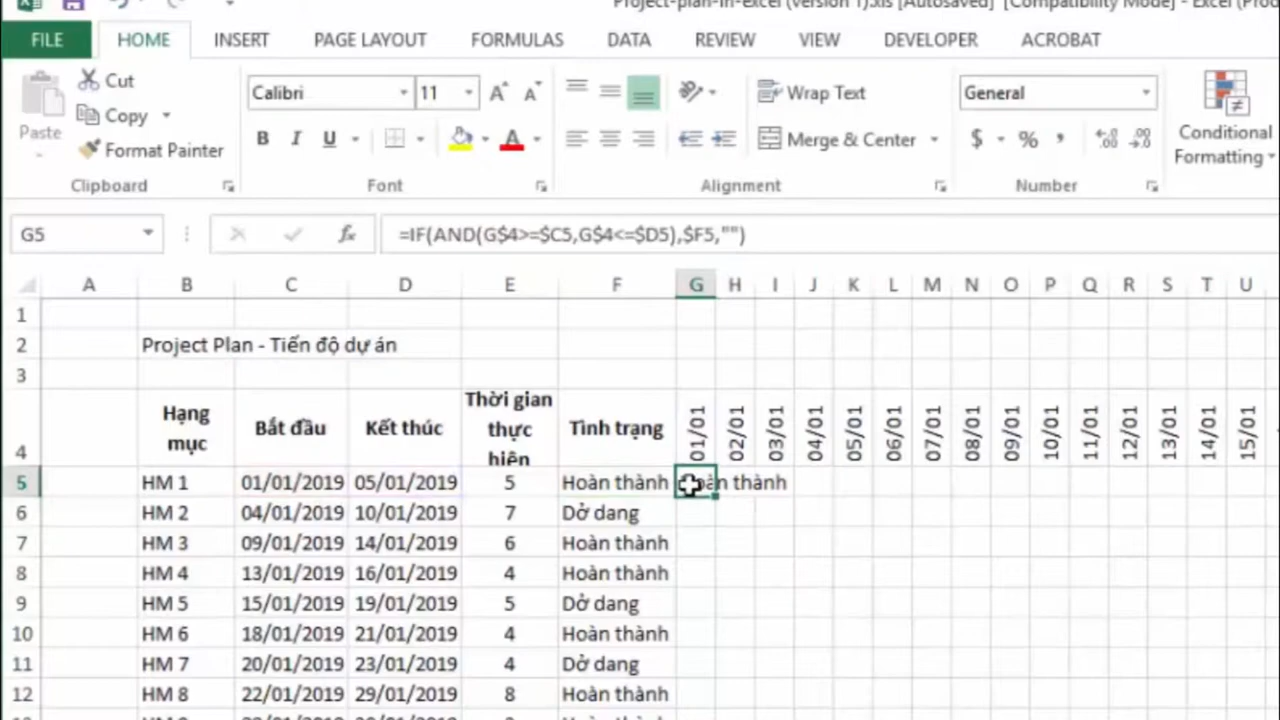 Project-plan-in-excel (version 1).xls [Autosaved] [Compatibility Mode] - Excel (Prod
FILE HOME INSERT PAGE LAYOUT FORMULAS DATA REVIEW VIEW DEVELOPER ACROBAT
Cut
Copy
Format Painter
Paste
Calibri 11
B I U
Wrap Text
Merge & Center
General
$ % ,
Conditional
Formatting
Clipboard Font Alignment Number
G5 fx =IF(AND(G$4>=$C5,G$4<=$D5),$F5,"")
A B C D E F G H I J K L M N O P Q R S T U
1
2 Project Plan - Tiến độ dự án
3
4 Hạng mục Bắt đầu Kết thúc Thời gian thực hiện Tình trạng 01/01 02/01 03/01 04/01 05/01 06/01 07/01 08/01 09/01 10/01 11/01 12/01 13/01 14/01 15/01
5 HM 1 01/01/2019 05/01/2019 5 Hoàn thành Hoàn thành
6 HM 2 04/01/2019 10/01/2019 7 Dở dang
7 HM 3 09/01/2019 14/01/2019 6 Hoàn thành
8 HM 4 13/01/2019 16/01/2019 4 Hoàn thành
9 HM 5 15/01/2019 19/01/2019 5 Dở dang
10 HM 6 18/01/2019 21/01/2019 4 Hoàn thành
11 HM 7 20/01/2019 23/01/2019 4 Dở dang
12 HM 8 22/01/2019 29/01/2019 8 Hoàn thành